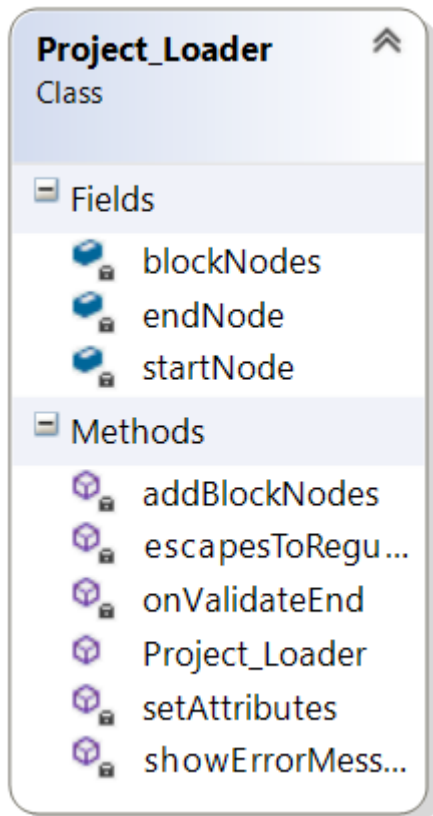 Project_Loader
Class
Fields
blockNodes
endNode
startNode
Methods
addBlockNodes
escapesToRegu...
onValidateEnd
Project_Loader
setAttributes
showErrorMess...